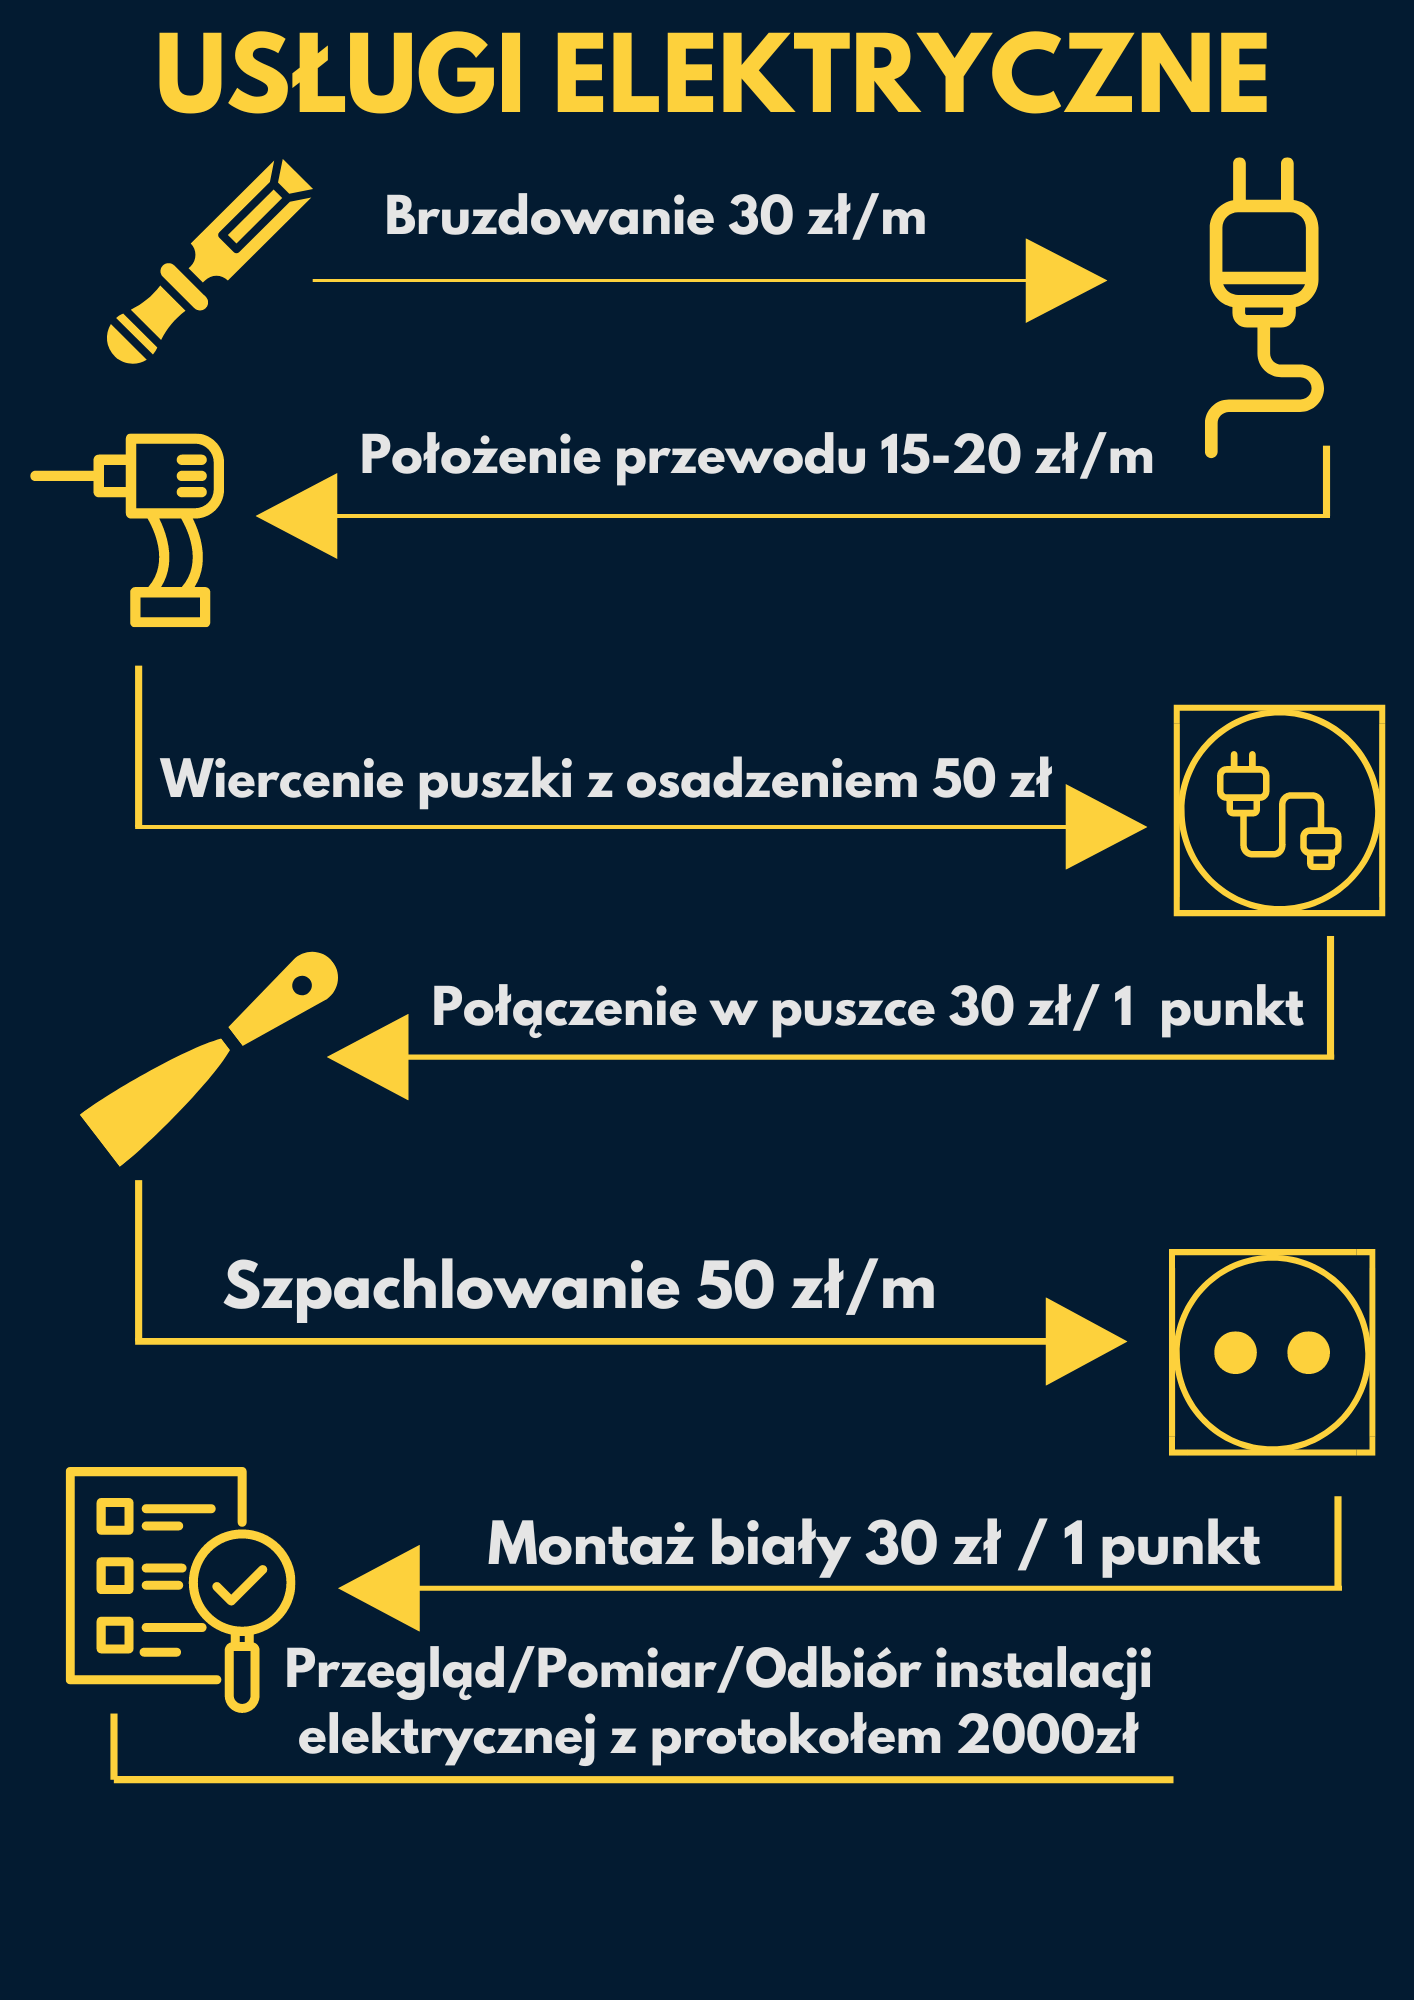 USŁUGI ELEKTRYCZNE
Bruzdowanie 30 zł/m
Położenie przewodu 15-20 zł/m
Wiercenie puszki z osadzeniem 50 zł
Połączenie w puszce 30 zł/ 1 punkt
Szpachlowanie 50 zł/m
Montaż biały 30 zł / 1 punkt
Przegląd/Pomiar/Odbiór instalacji
elektrycznej z protokołem 2000zł